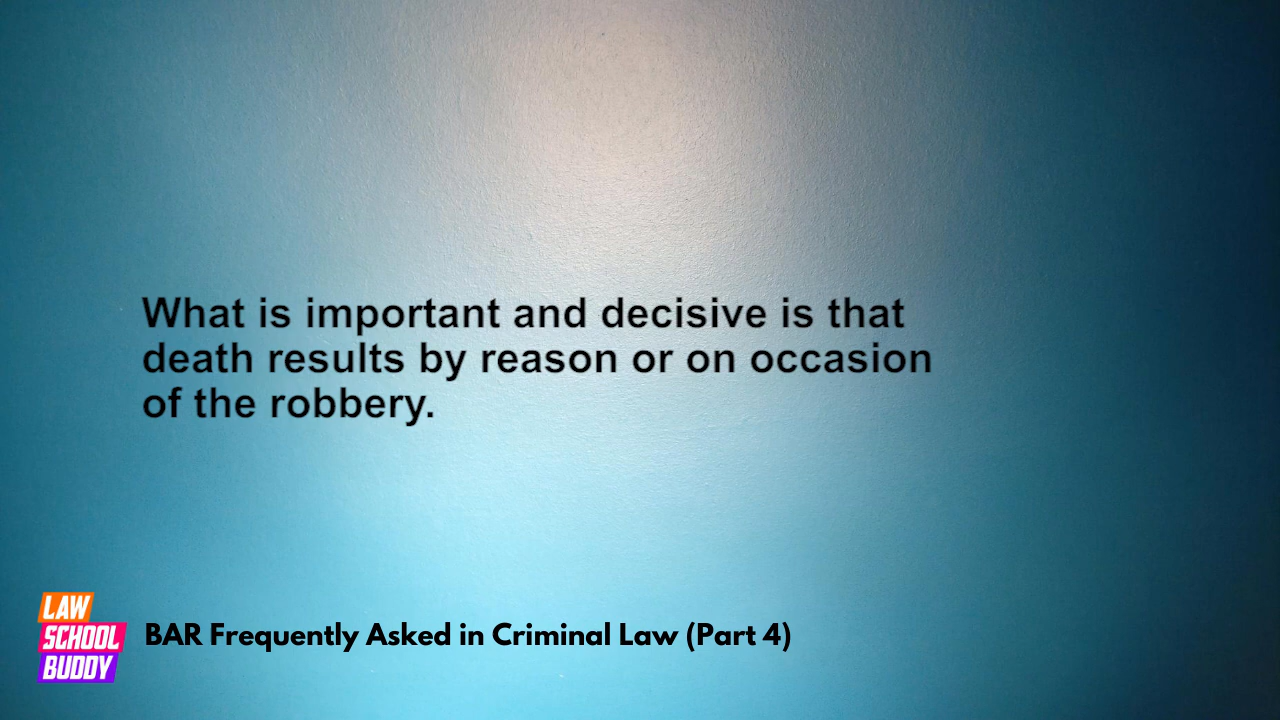 What is important and decisive is that
death results by reason or on occasion
of the robbery.
LAW
SCHOOL
BUDDY
BAR Frequently Asked in Criminal Law (Part 4)